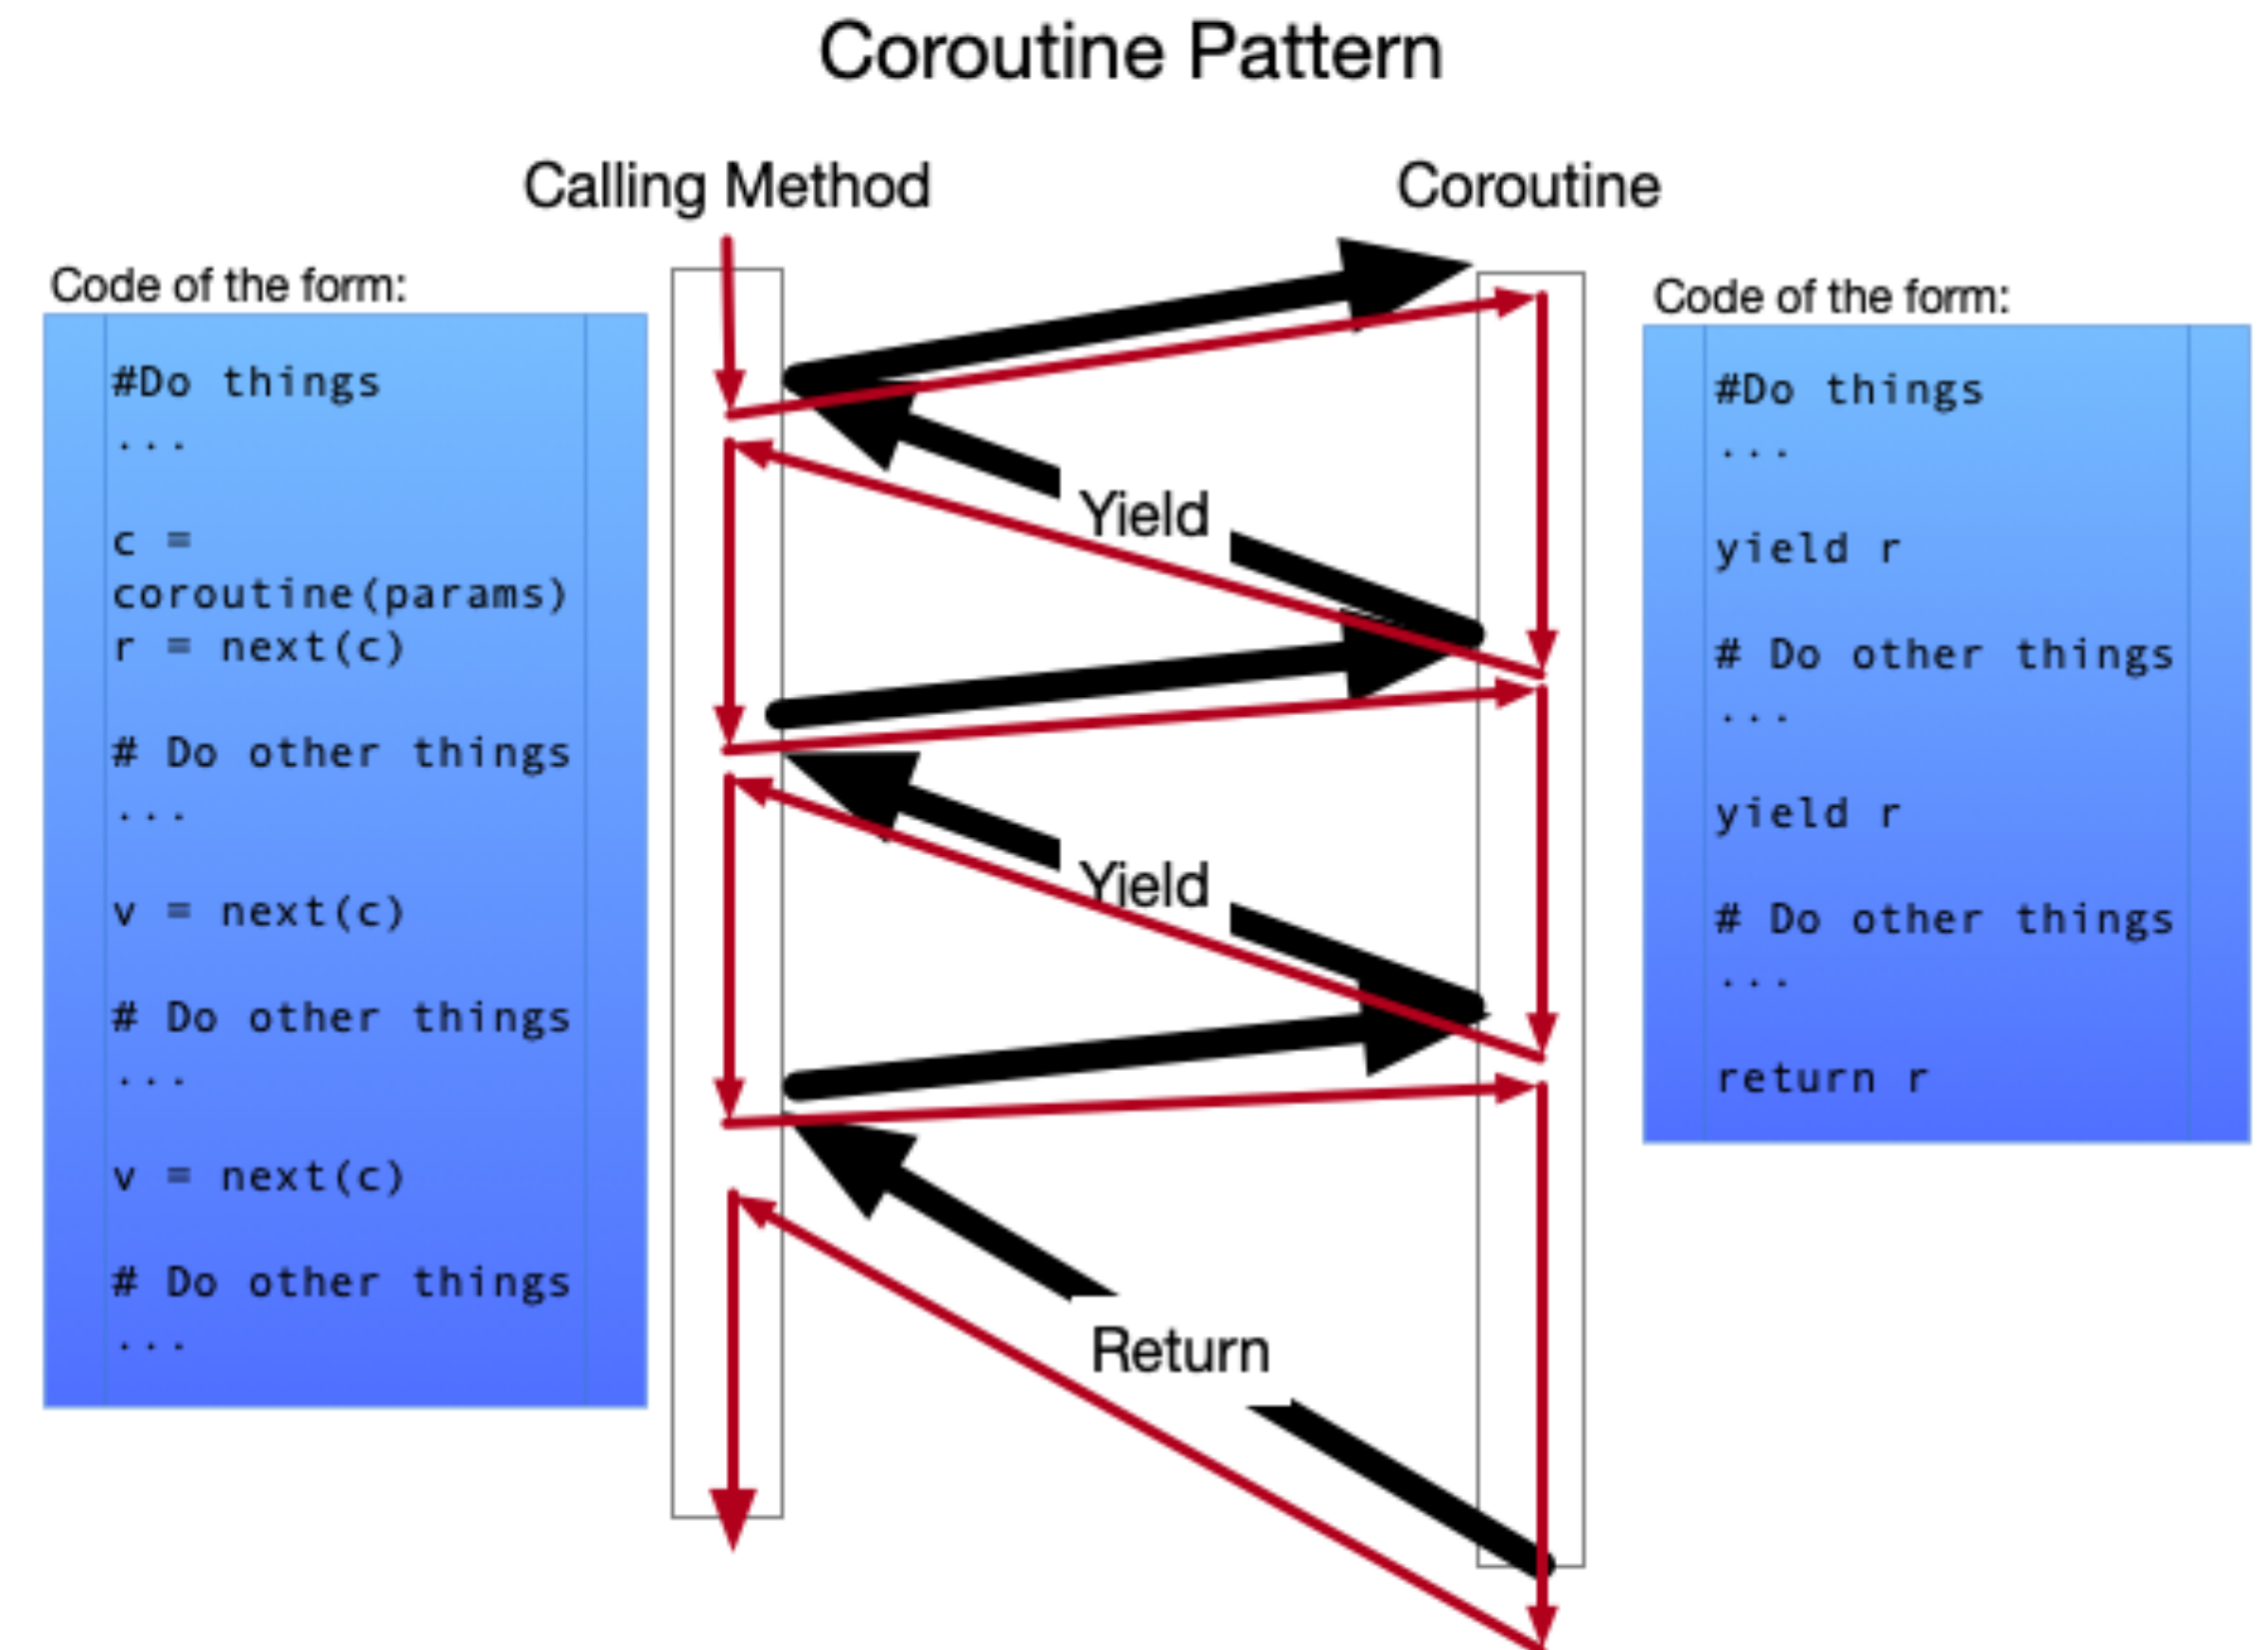 Coroutine Pattern
Calling Method
Coroutine
Code of the form:
#Do things
...
c =
coroutine(params)
r = next(c)
# Do other things
...
v = next(c)
# Do other things
...
v = next(c)
# Do other things
...
Yield
Yield
Return
Code of the form:
#Do things
...
yield r
# Do other things
...
yield r
# Do other things
...
return r